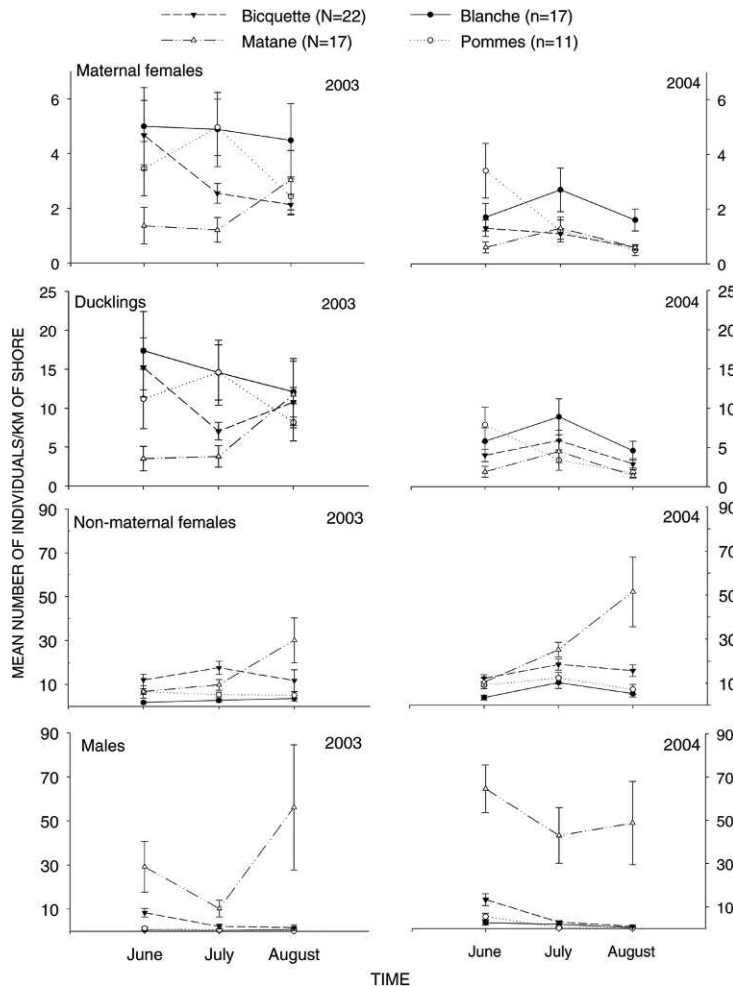 Bicquette (N=22) Blanche (n=17)
Matane (N=17) Pommes (n=11)
Maternal females 2003 2004
6 6
4 4
2 2
0 0
Ducklings 2003 2004
25 25
20 20
15 15
10 10
5 5
0 0
Non-maternal females 2003 2004
90 90
70 70
50 50
30 30
10 10
Males 2003 2004
90 90
70 70
50 50
30 30
10 10
June July August June July August
TIME
MEAN NUMBER OF INDIVIDUALS/KM OF SHORE